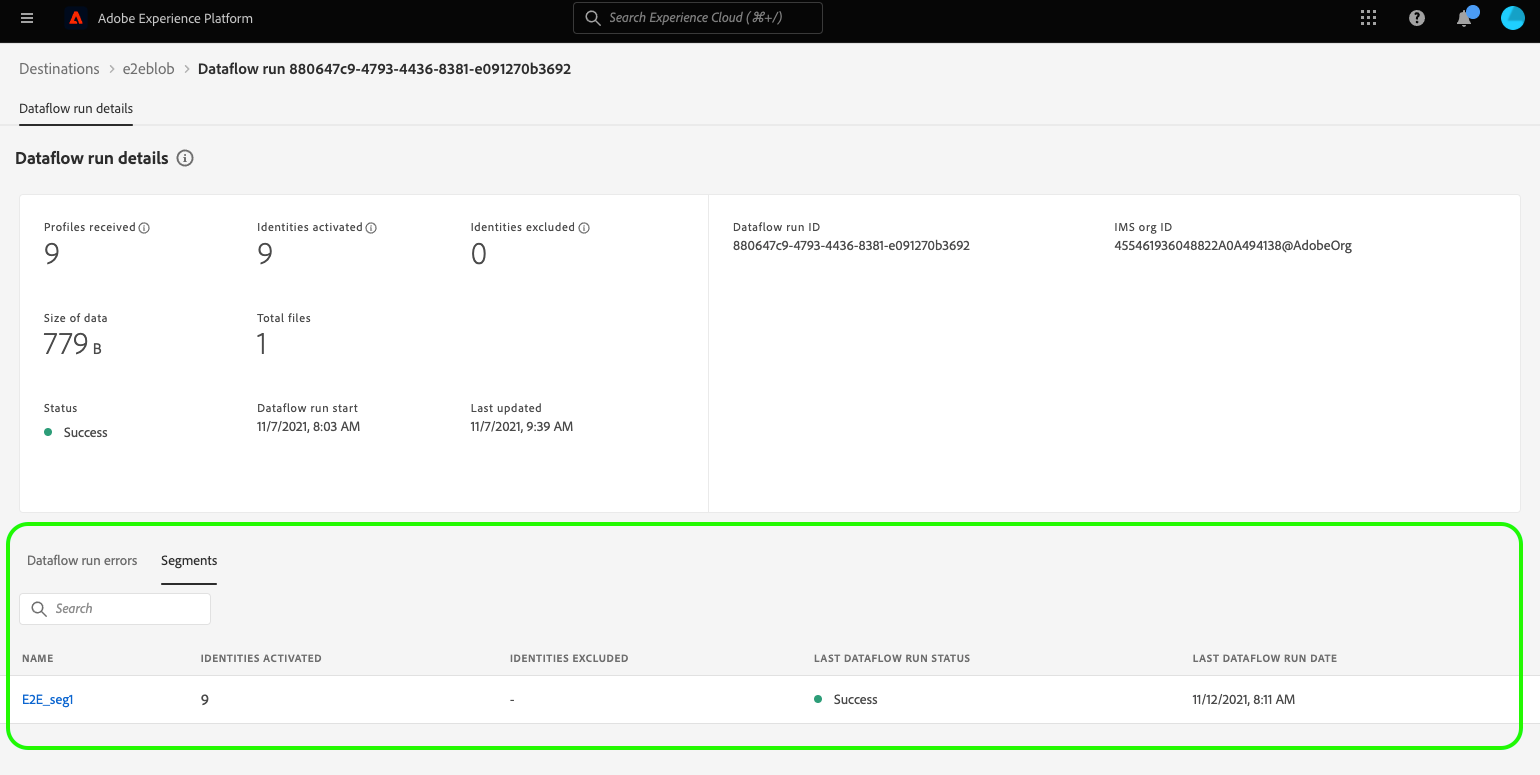 Adobe Experience Platform
Search Experience Cloud (⌘+/)
Destinations > e2eblob > Dataflow run 880647c9-4793-4436-8381-e091270b3692
Dataflow run details
Dataflow run details
Profiles received Identities activated Identities excluded Dataflow run ID IMS org ID
9 9 0 880647c9-4793-4436-8381-e091270b3692 455461936048822A0A494138@AdobeOrg
Size of data Total files
779 B 1
Status Dataflow run start Last updated
Success 11/7/2021, 8:03 AM 11/7/2021, 9:39 AM
Dataflow run errors Segments
Search
NAME IDENTITIES ACTIVATED IDENTITIES EXCLUDED LAST DATAFLOW RUN STATUS LAST DATAFLOW RUN DATE
E2E_seg1 9 - Success 11/12/2021, 8:11 AM